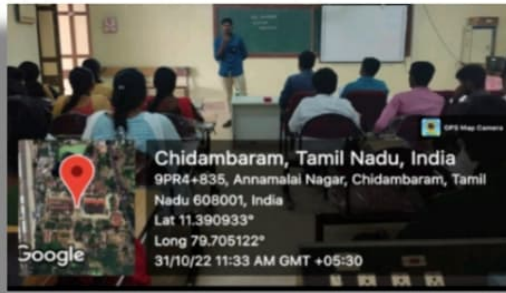 GPS Map Camera
Chidambaram, Tamil Nadu, India
9PR4+835, Annamalai Nagar, Chidambaram, Tamil
Nadu 608001, India
Lat 11.390933°
Long 79.705122°
31/10/22 11:33 AM GMT +05:30
Google